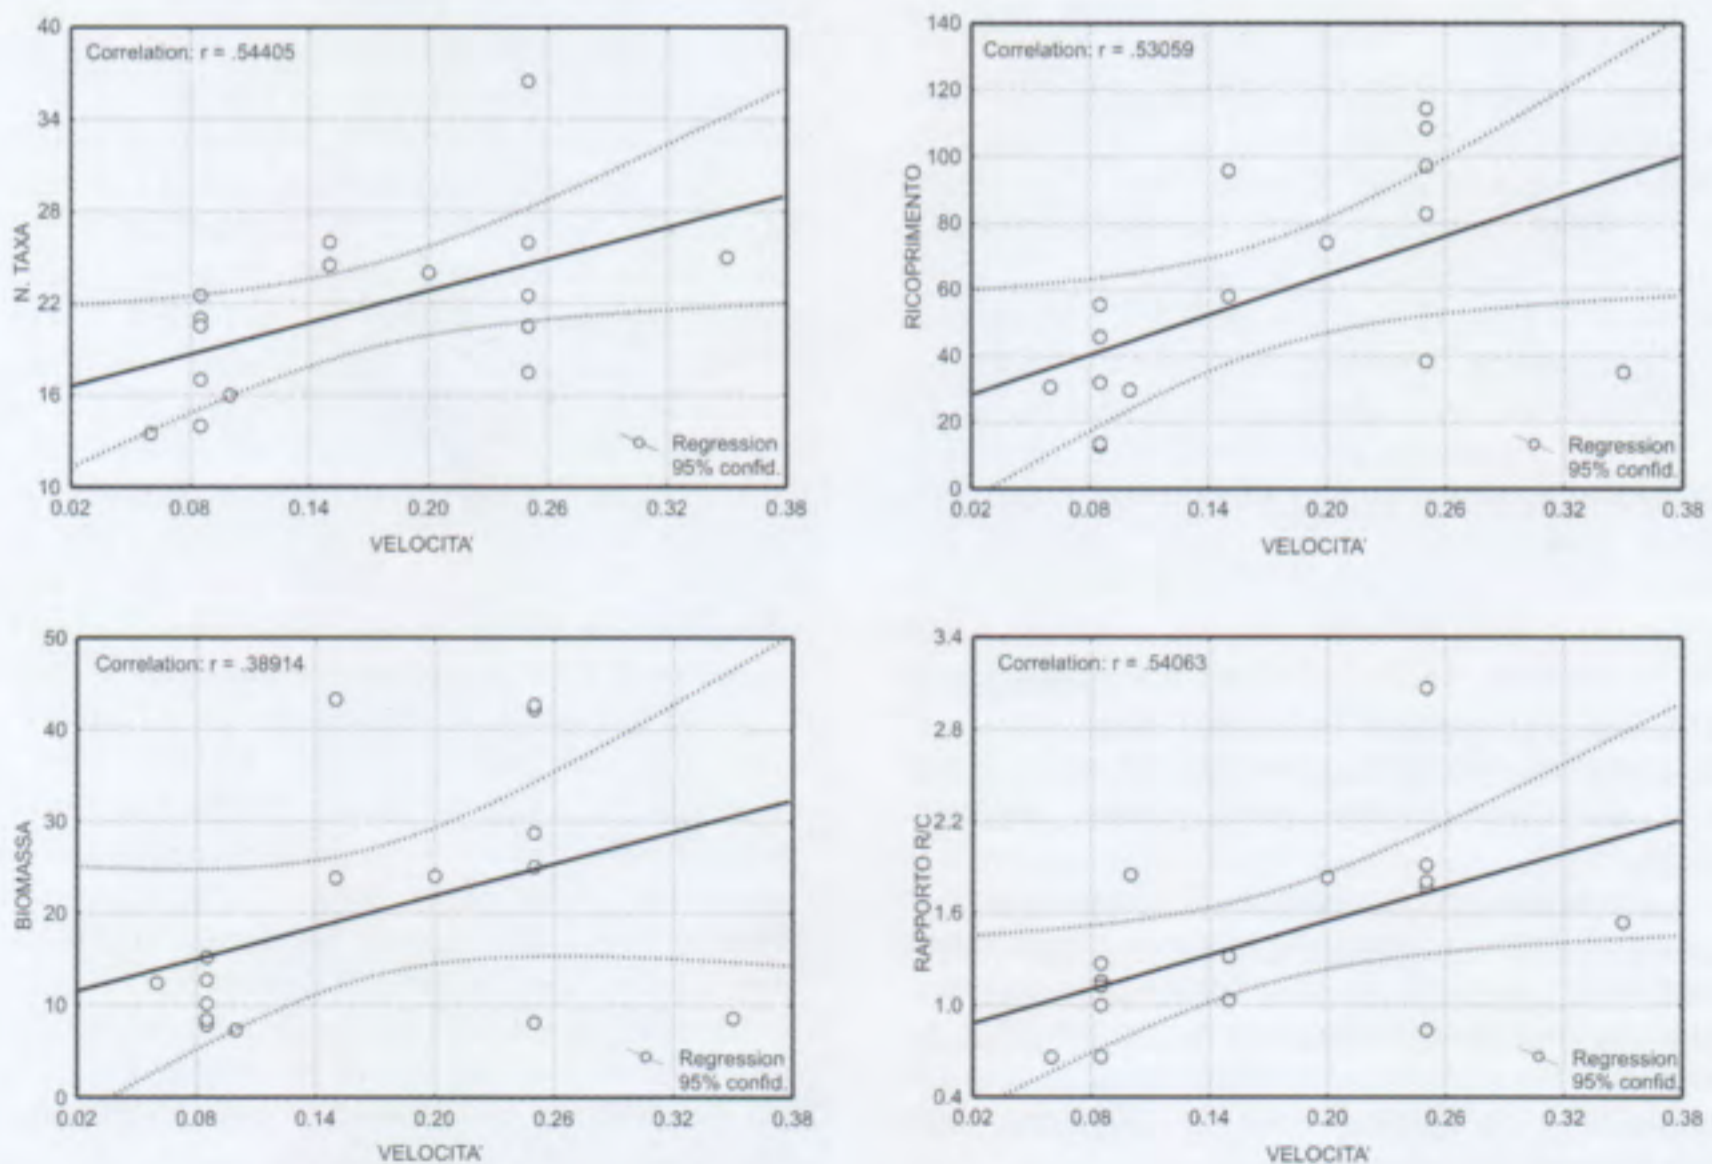 Correlation: r = .54405
N. TAXA
40
34
28
22
16
10
0.02 0.08 0.14 0.20 0.26 0.32 0.38
VELOCITA'
Regression
95% confid.
Correlation: r = .53059
RICOPRIMENTO
140
120
100
80
60
40
20
0
0.02 0.08 0.14 0.20 0.26 0.32 0.38
VELOCITA'
Regression
95% confid.
Correlation: r = .38914
BIOMASSA
50
40
30
20
10
0
0.02 0.08 0.14 0.20 0.26 0.32 0.38
VELOCITA'
Regression
95% confid.
Correlation: r = .54063
RAPPORTO R/C
3.4
2.8
2.2
1.6
1.0
0.4
0.02 0.08 0.14 0.20 0.26 0.32 0.38
VELOCITA'
Regression
95% confid.